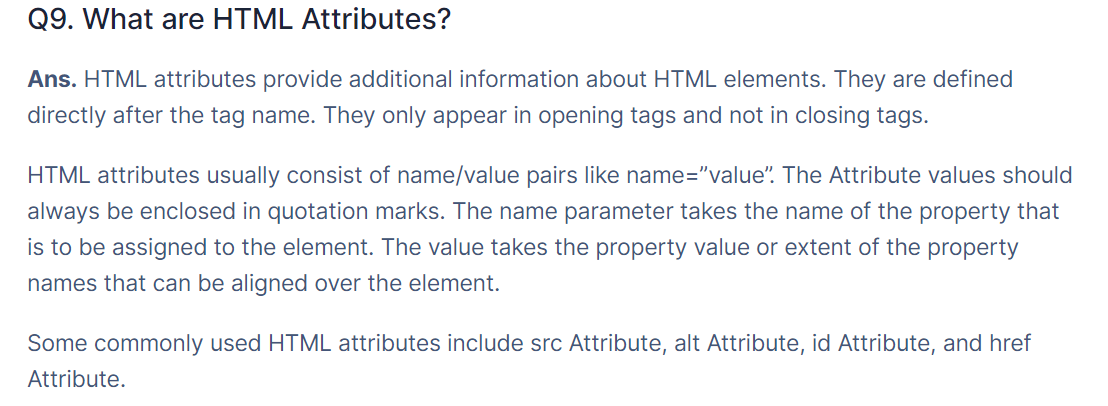 Q9. What are HTML Attributes?
Ans. HTML attributes provide additional information about HTML elements. They are defined
directly after the tag name. They only appear in opening tags and not in closing tags.
HTML attributes usually consist of name/value pairs like name=”value”. The Attribute values should
always be enclosed in quotation marks. The name parameter takes the name of the property that
is to be assigned to the element. The value takes the property value or extent of the property
names that can be aligned over the element.
Some commonly used HTML attributes include src Attribute, alt Attribute, id Attribute, and href
Attribute.